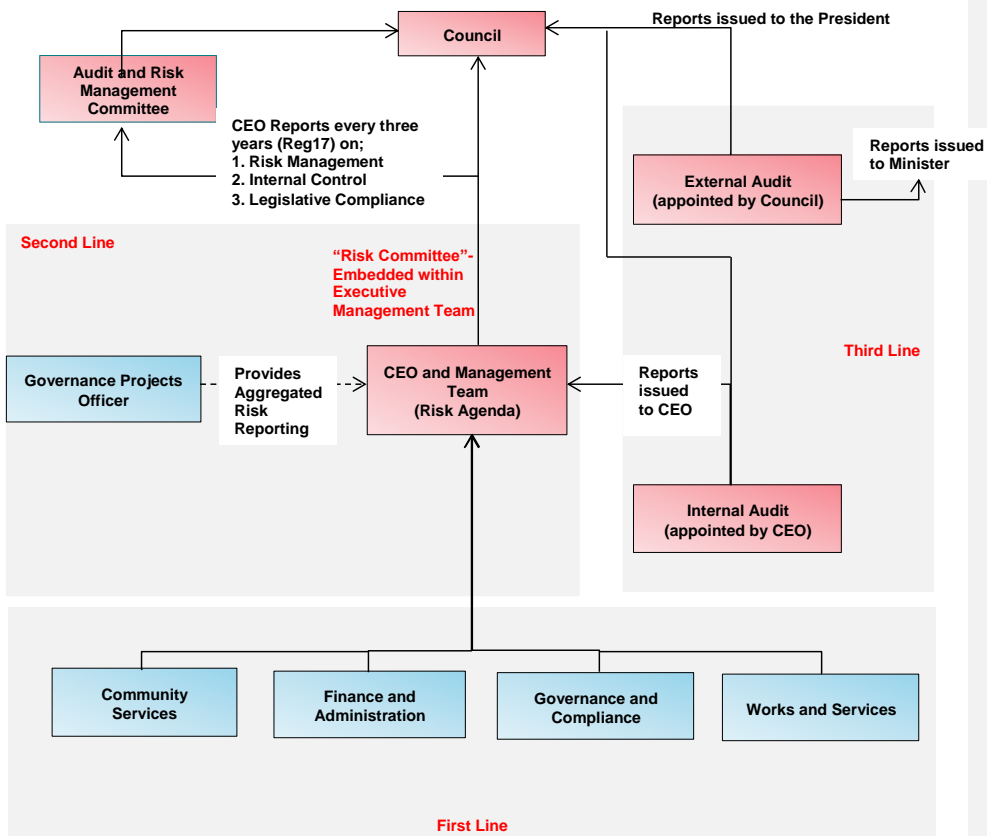 Reports issued to the President
Council
Audit and Risk
Management
Committee
CEO Reports every three
years (Reg17) on;
1. Risk Management
2. Internal Control
3. Legislative Compliance
Reports issued
to Minister
External Audit
(appointed by Council)
Second Line
“Risk Committee”-
Embedded within
Executive
Management Team
Third Line
Governance Projects
Officer
Provides
Aggregated
Risk
Reporting
CEO and Management
Team
(Risk Agenda)
Reports
issued
to CEO
Internal Audit
(appointed by CEO)
Community
Services
Finance and
Administration
Governance and
Compliance
Works and Services
First Line